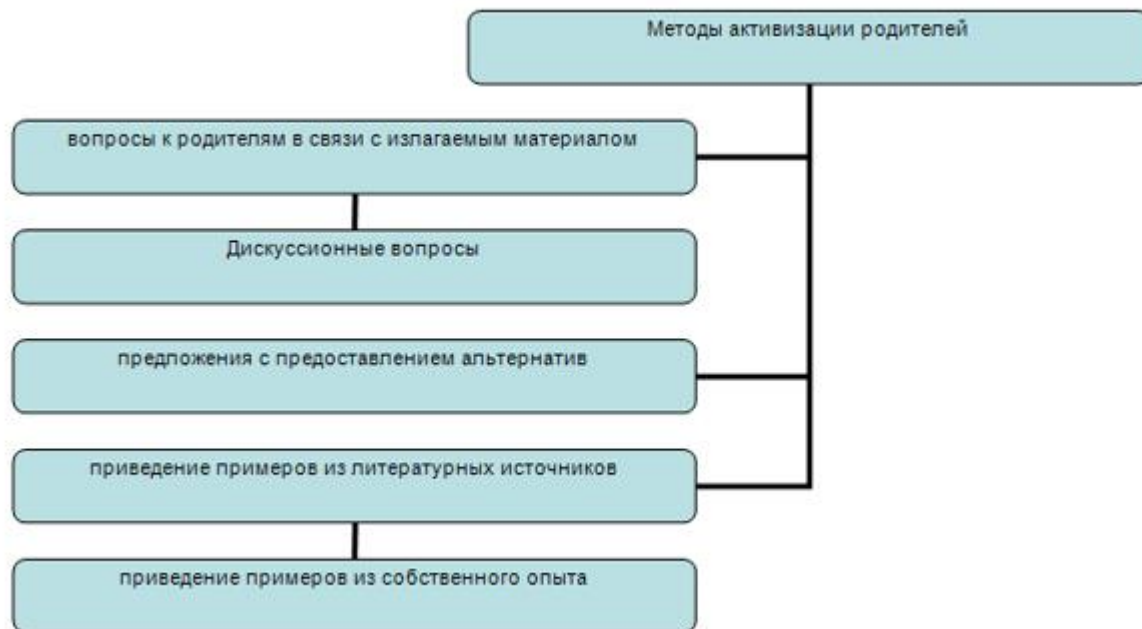 Методы активизации родителей
вопросы к родителям в связи с излагаемым материалом
Дискуссионные вопросы
предложения с предоставлением альтернатив
приведение примеров из литературных источников
приведение примеров из собственного опыта